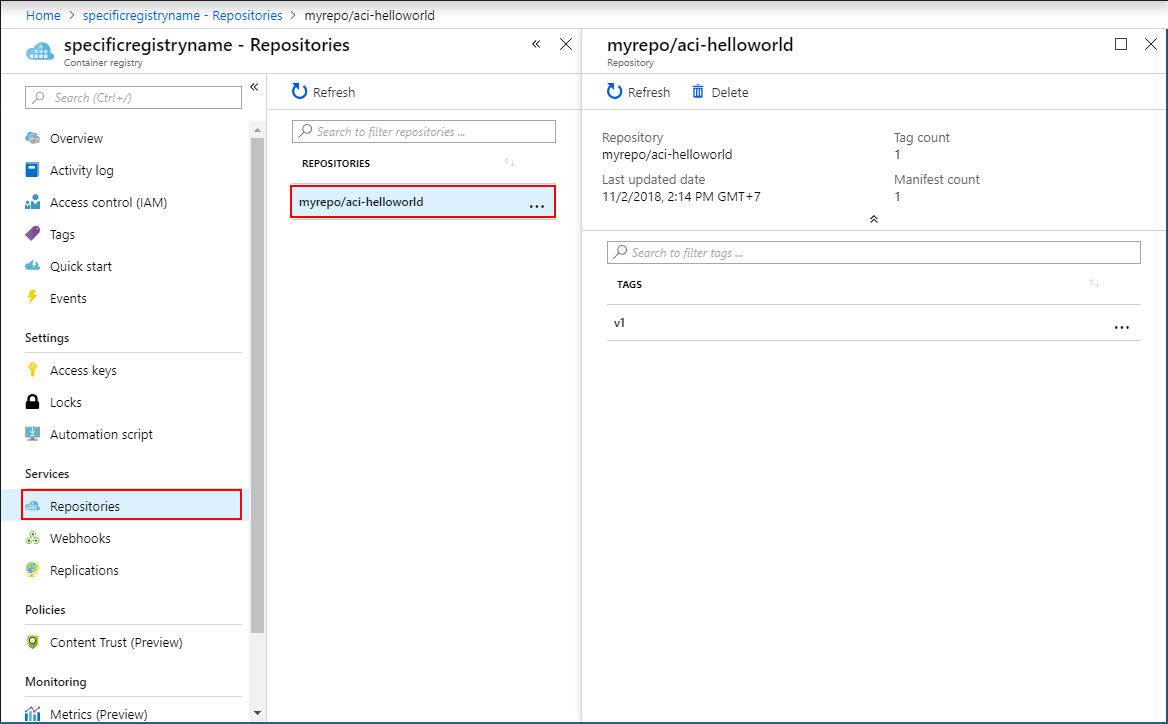 Home > specificregistryname - Repositories > myrepo/aci-helloworld
specificregistryname - Repositories
Container registry
Search (Ctrl+/)
Overview
Activity log
Access control (IAM)
Tags
Quick start
Events
Settings
Access keys
Locks
Automation script
Services
Repositories
Webhooks
Replications
Policies
Content Trust (Preview)
Monitoring
Metrics (Preview)
Refresh
Search to filter repositories ...
REPOSITORIES
myrepo/aci-helloworld ...
myrepo/aci-helloworld
Repository
Refresh Delete
Repository
myrepo/aci-helloworld
Tag count
1
Last updated date
11/2/2018, 2:14 PM GMT+7
Manifest count
1
Search to filter tags ...
TAGS
v1 ...